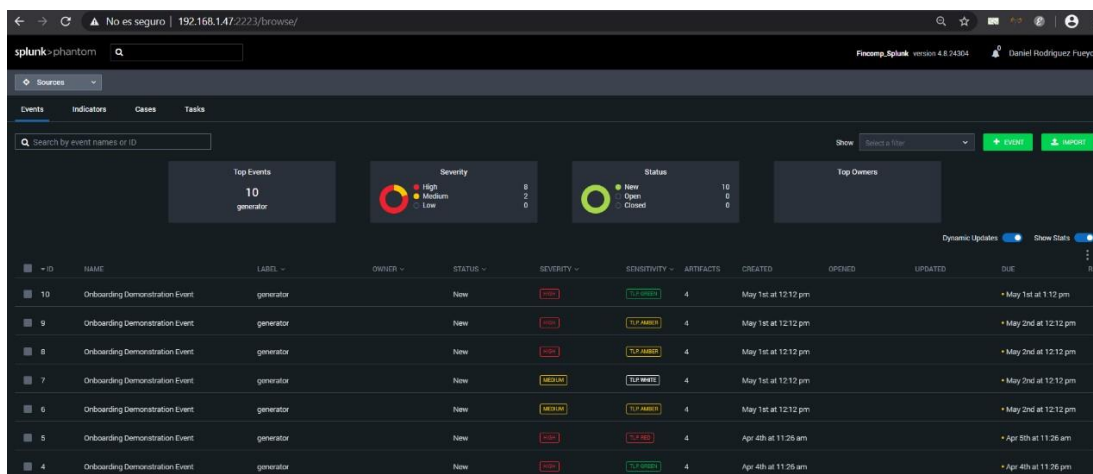 No es seguro | 192.168.1.47:2223/browse/
splunk>phantom
Fincomp_Splunk version 4.8.24304
Daniel Rodriguez Fueyo
Sources
Events Indicators Cases Tasks
Search by event names or ID
Show Select a filter + EVENT IMPORT
Top Events
10
generator
Severity
High 8
Medium 2
Low 0
Status
New 10
Open 0
Closed 0
Top Owners
Dynamic Updates Show Stats
ID NAME LABEL OWNER STATUS SEVERITY SENSITIVITY ARTIFACTS CREATED OPENED UPDATED DUE R
10 Onboarding Demonstration Event generator New HIGH TLP:GREEN 4 May 1st at 12:12 pm • May 1st at 1:12 pm
9 Onboarding Demonstration Event generator New HIGH TLP:AMBER 4 May 1st at 12:12 pm • May 2nd at 12:12 pm
8 Onboarding Demonstration Event generator New HIGH TLP:AMBER 4 May 1st at 12:12 pm • May 2nd at 12:12 pm
7 Onboarding Demonstration Event generator New MEDIUM TLP:WHITE 4 May 1st at 12:12 pm • May 2nd at 12:12 pm
6 Onboarding Demonstration Event generator New MEDIUM TLP:AMBER 4 May 1st at 12:12 pm • May 2nd at 12:12 pm
5 Onboarding Demonstration Event generator New HIGH TLP:RED 4 Apr 4th at 11:26 am • Apr 5th at 11:26 am
4 Onboarding Demonstration Event generator New HIGH TLP:GREEN 4 Apr 4th at 11:26 am • Apr 4th at 12:26 pm